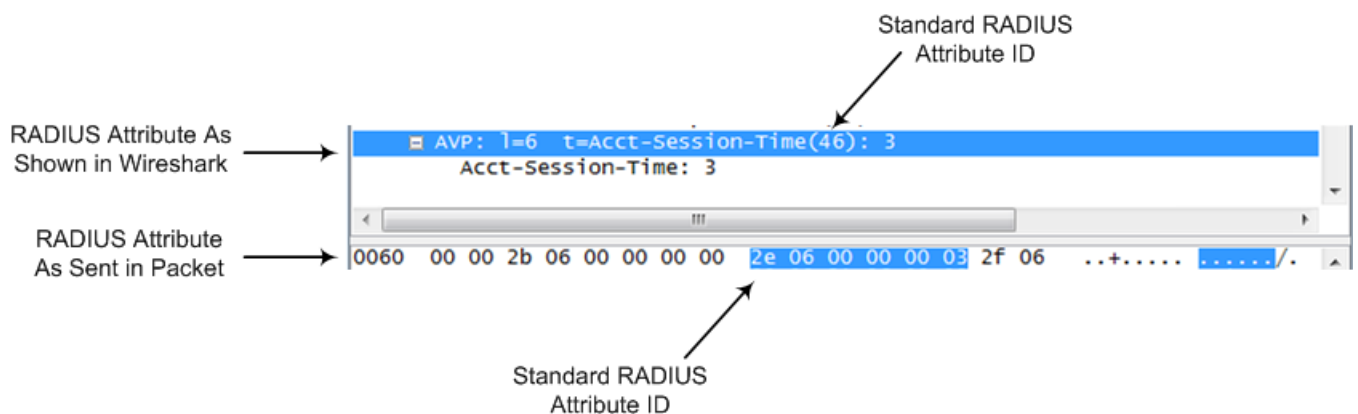 Standard RADIUS
Attribute ID
RADIUS Attribute As
Shown in Wireshark
AVP: l=6 t=Acct-Session-Time(46): 3
Acct-Session-Time: 3
RADIUS Attribute
As Sent in Packet
0060 00 00 2b 06 00 00 00 00 2e 06 00 00 00 03 2f 06 ..+..... ....../.
Standard RADIUS
Attribute ID